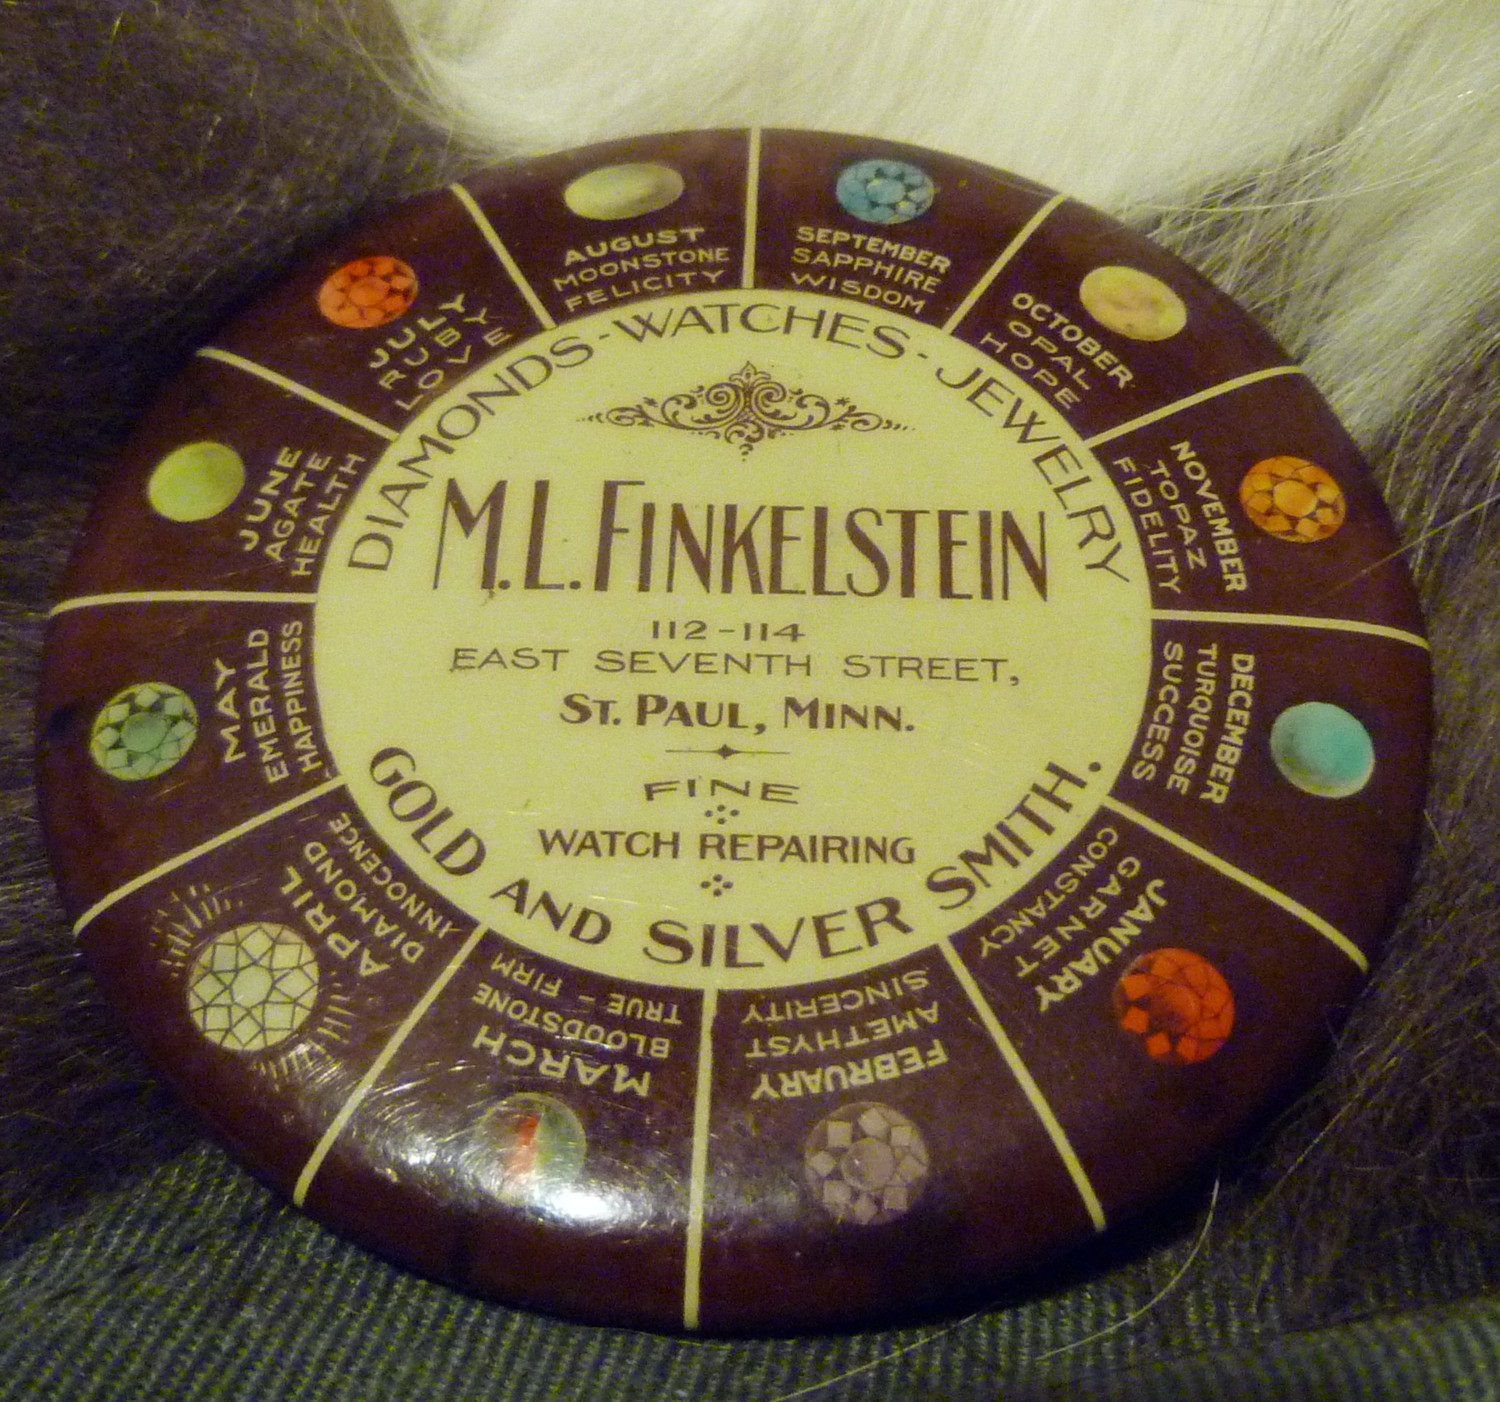 DIAMONDS-WATCHES-JEWELRY
M.L. FINKELSTEIN
112-114
EAST SEVENTH STREET,
ST. PAUL, MINN.
FINE
WATCH REPAIRING
GOLD AND SILVER SMITH.
JANUARY
GARNET
CONSTANCY
FEBRUARY
AMETHYST
SINCERITY
MARCH
BLOODSTONE
TRUE - FIRM
APRIL
DIAMOND
INNOCENCE
MAY
EMERALD
HAPPINESS
JUNE
AGATE
HEALTH
JULY
RUBY
LOVE
AUGUST
MOONSTONE
FELICITY
SEPTEMBER
SAPPHIRE
WISDOM
OCTOBER
OPAL
HOPE
NOVEMBER
TOPAZ
FIDELITY
DECEMBER
TURQUOISE
SUCCESS